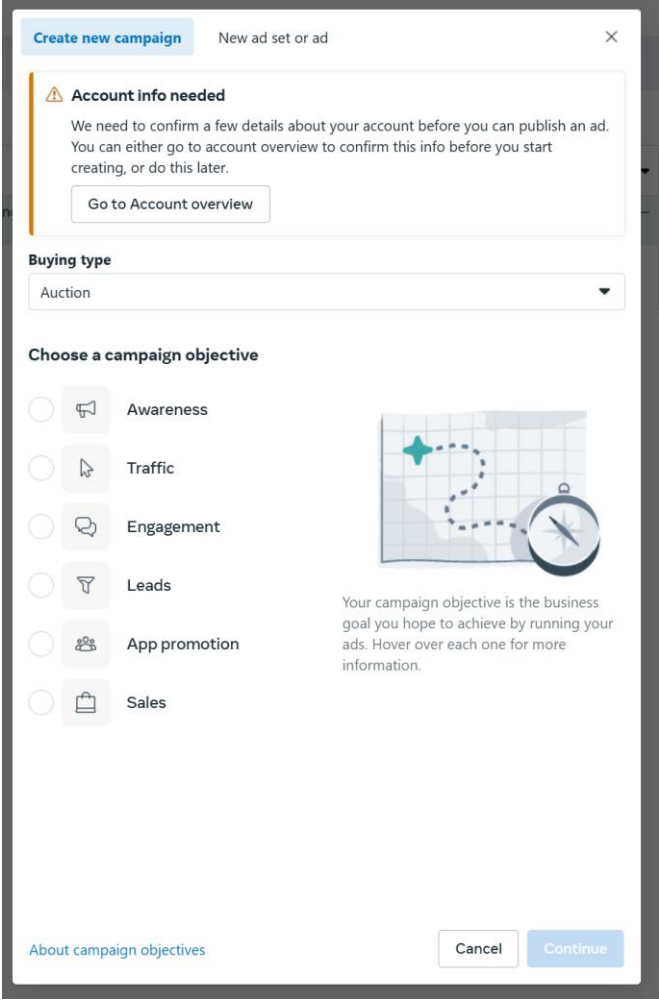 Create new campaign
New ad set or ad
Account info needed
We need to confirm a few details about your account before you can publish an ad.
You can either go to account overview to confirm this info before you start
creating, or do this later.
Go to Account overview
Buying type
Auction
Choose a campaign objective
Awareness
Traffic
Engagement
Leads
App promotion
Sales
Your campaign objective is the business
goal you hope to achieve by running your
ads. Hover over each one for more
information.
About campaign objectives
Cancel
Continue